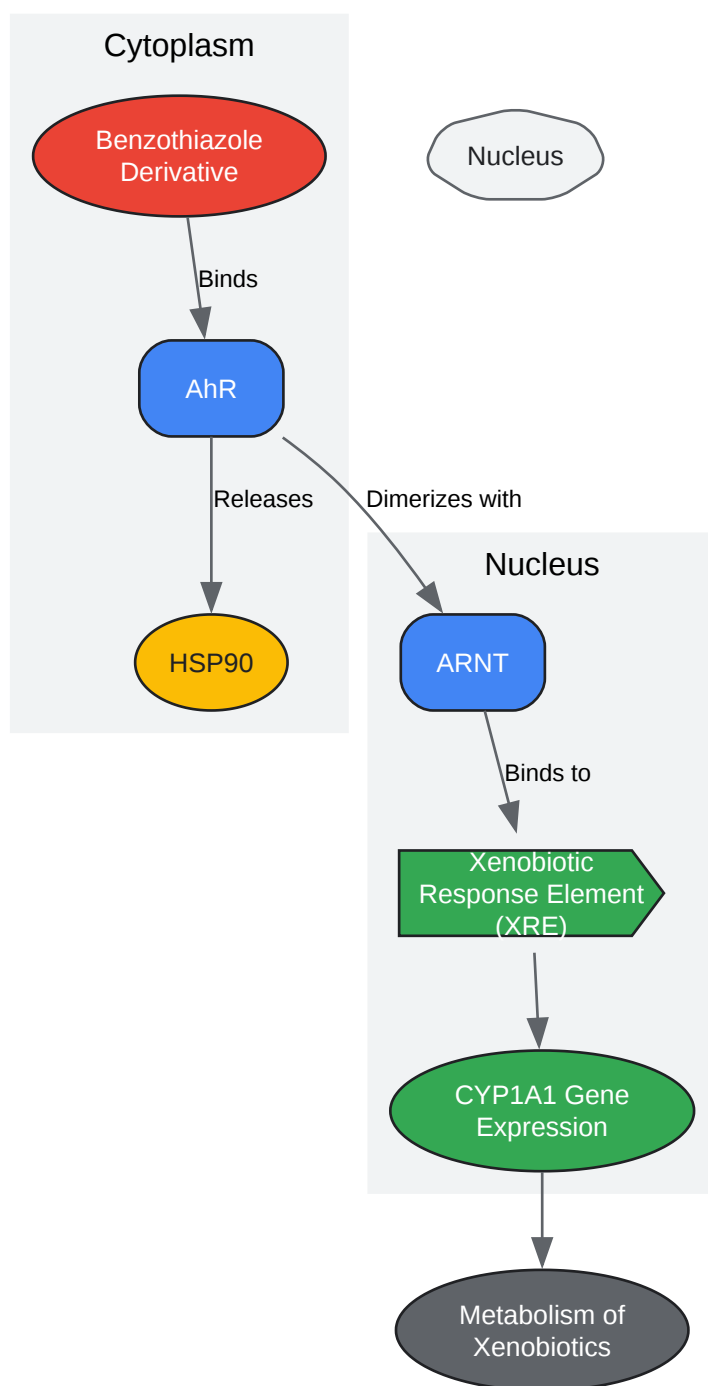 Cytoplasm
Benzothiazole
Derivative
Nucleus
Binds
AhR
Releases
Dimerizes with
Nucleus
HSP90
ARNT
Binds to
Xenobiotic
Response Element
(XRE)
CYP1A1 Gene
Expression
Metabolism of
Xenobiotics